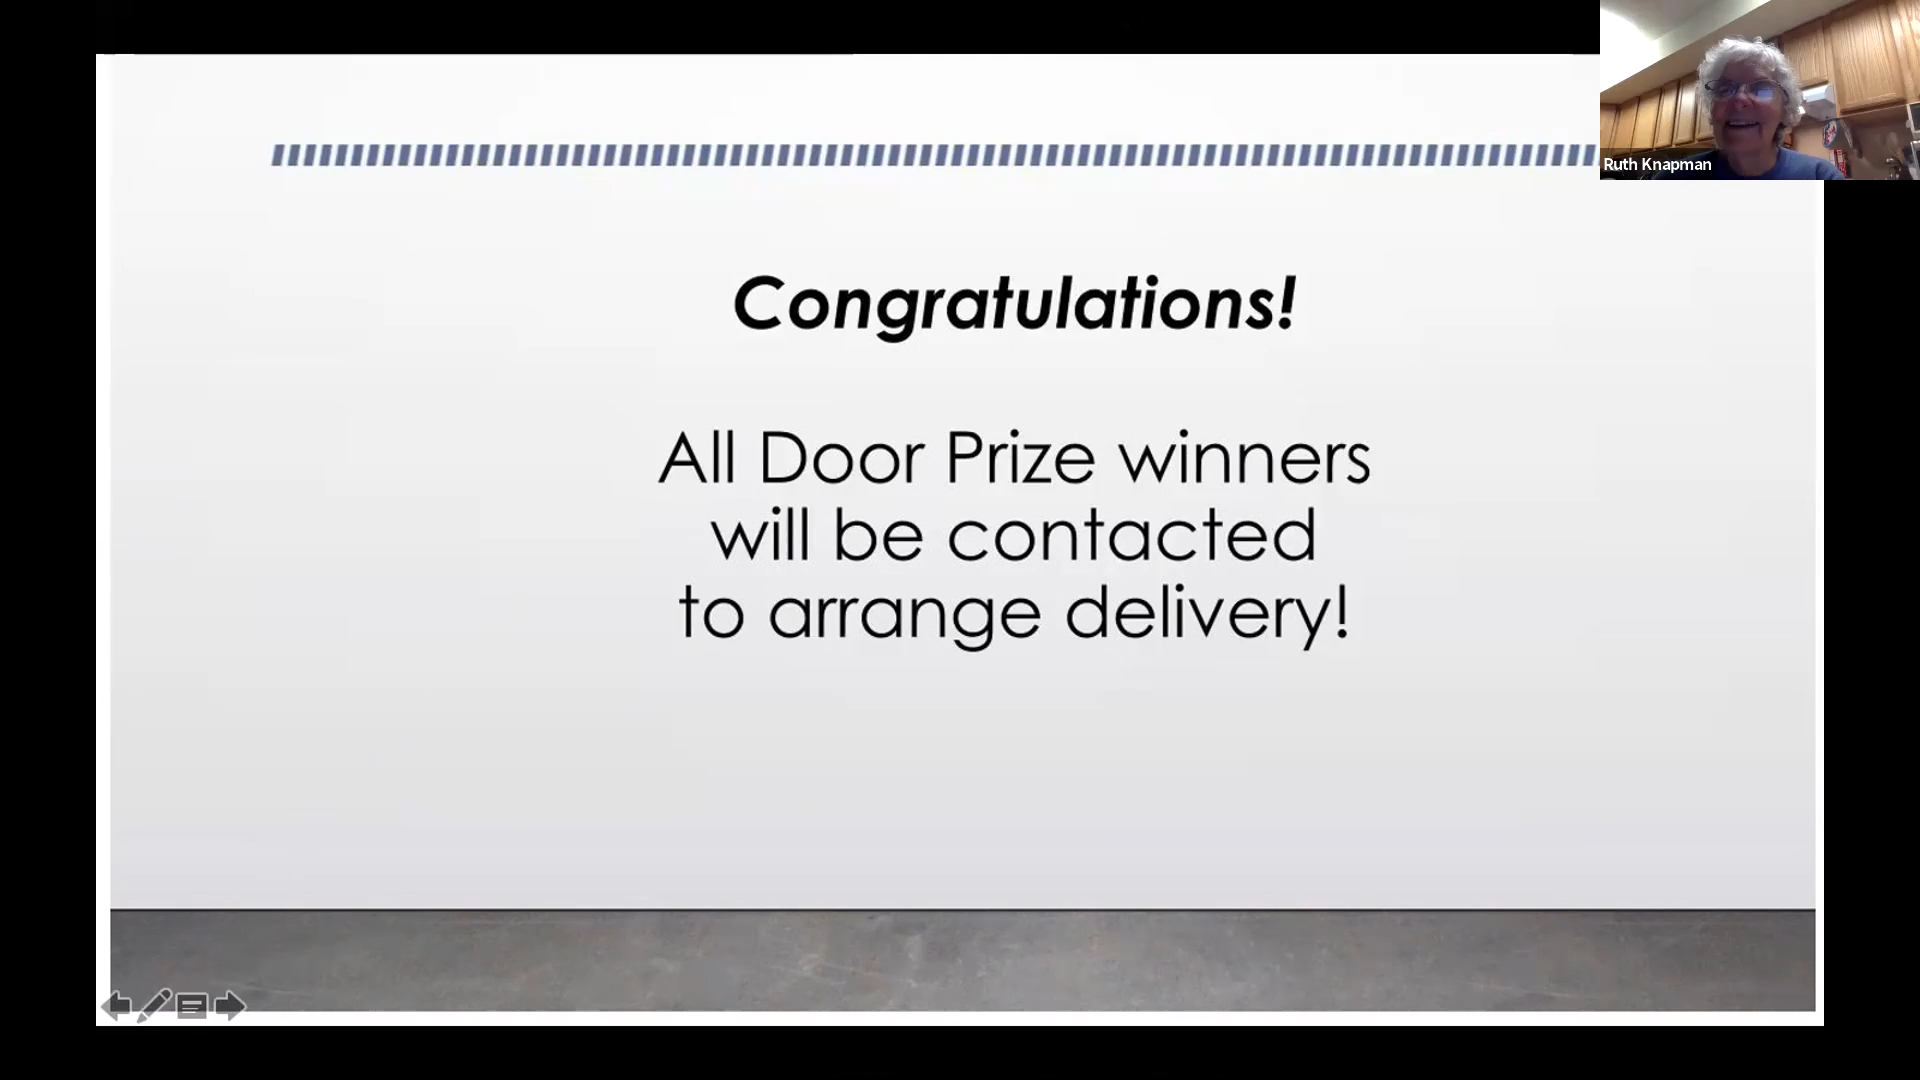 Ruth Knapman
Congratulations!
All Door Prize winners
will be contacted
to arrange delivery!